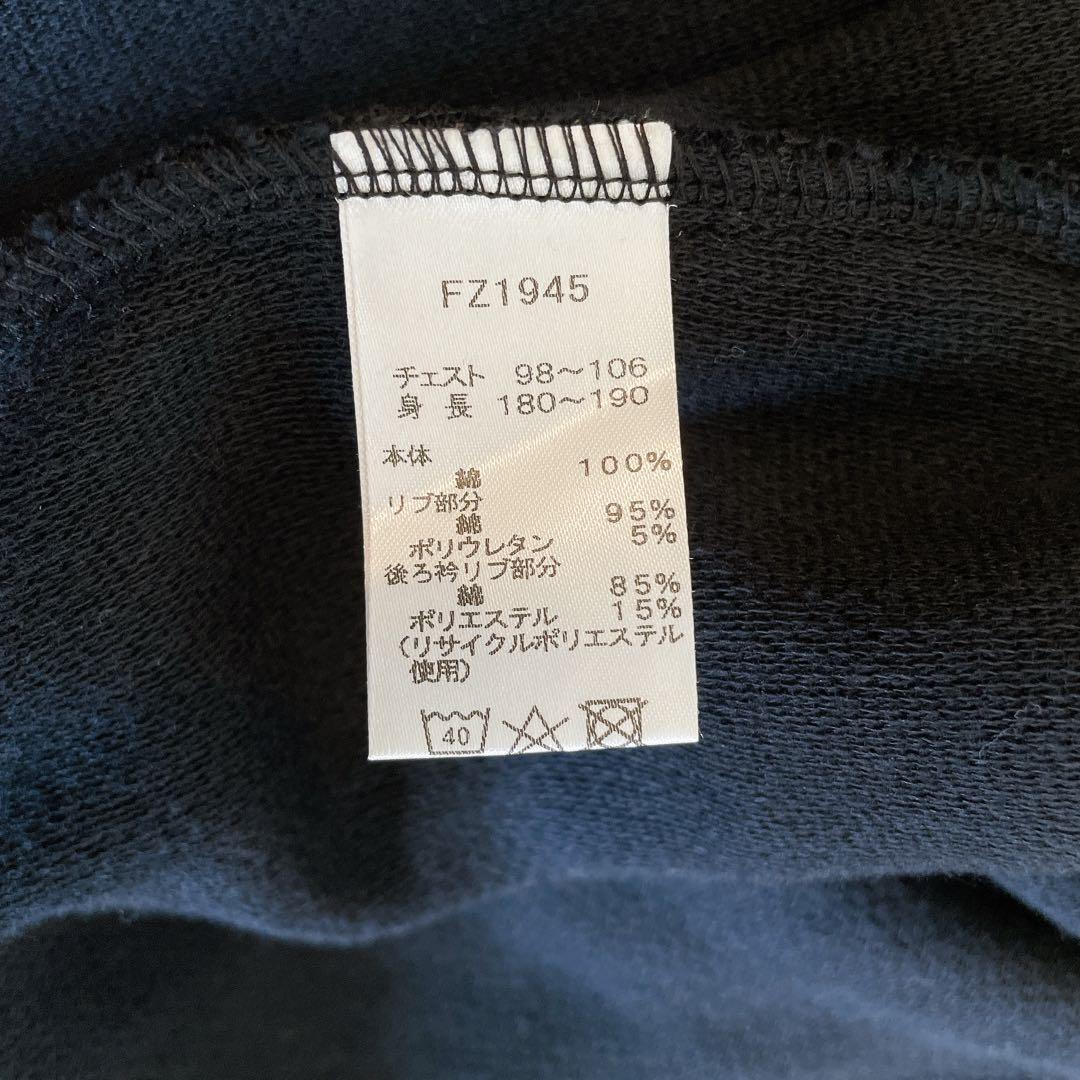 FZ1945
チェスト 98～106
身長 180～190
本体
綿 100%
リブ部分
綿 95%
ポリウレタン 5%
後ろ衿リブ部分
綿 85%
ポリエステル 15%
(リサイクルポリエステル
使用)
40